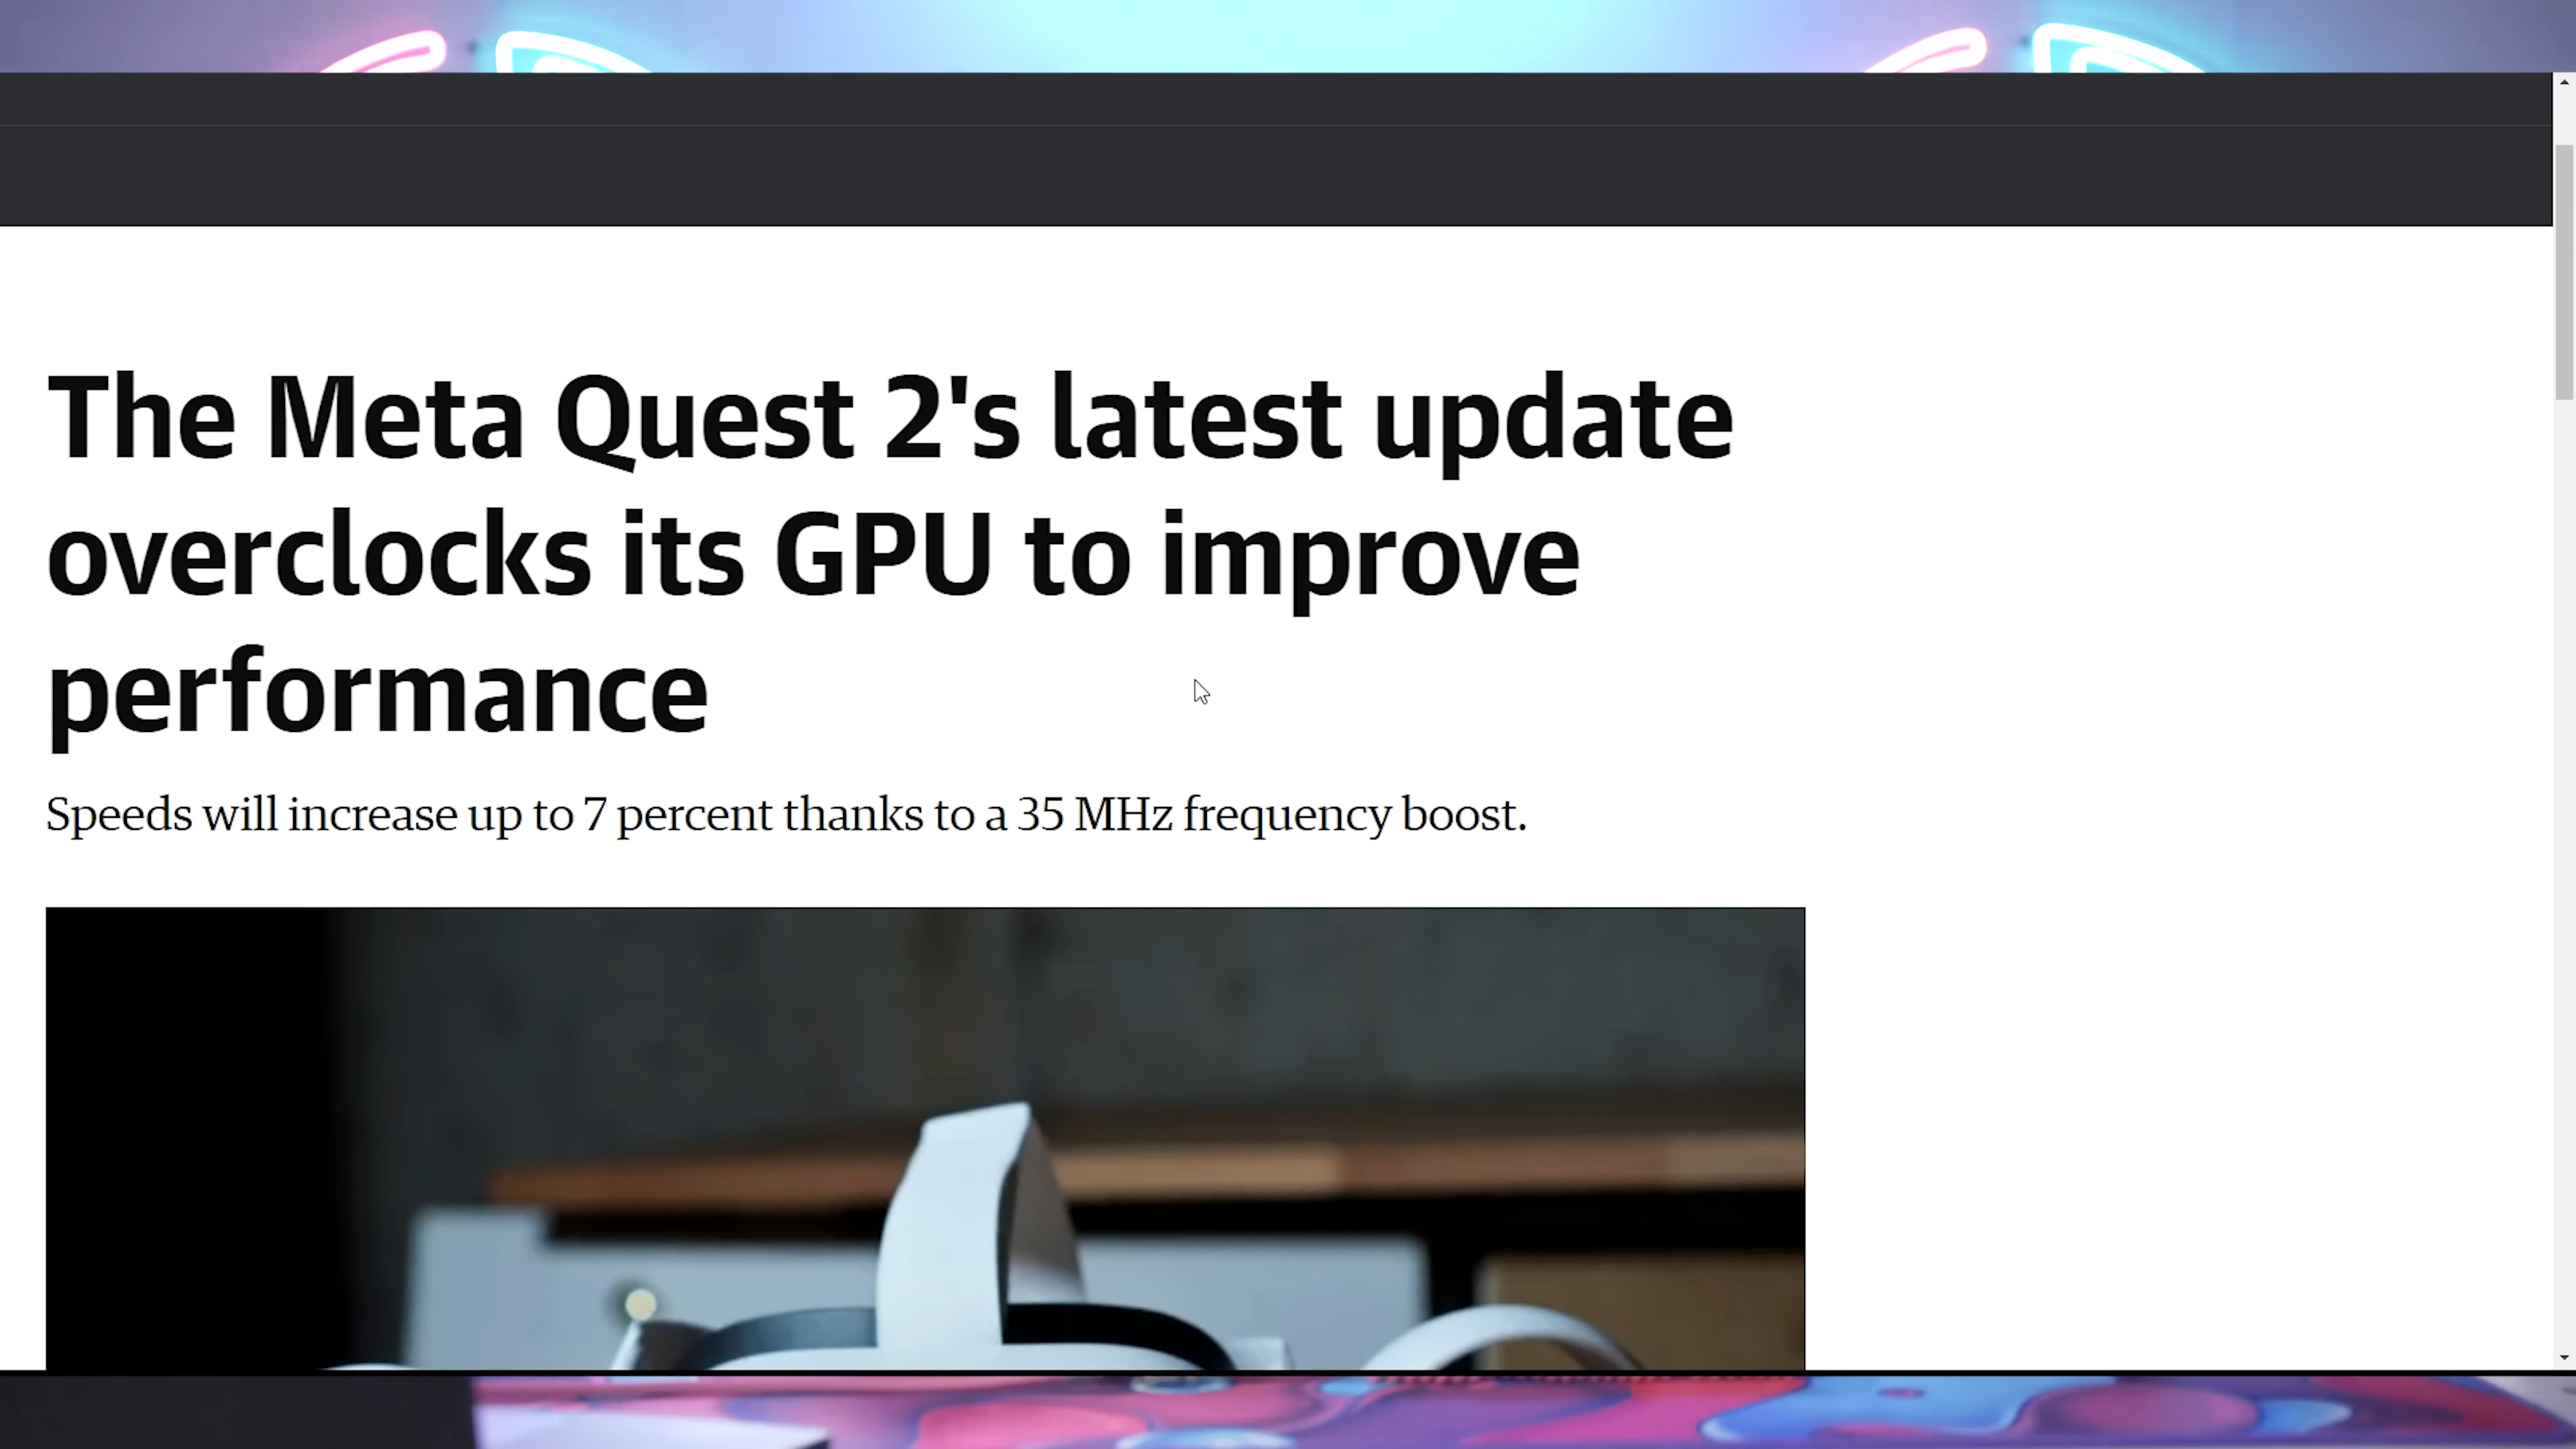 The Meta Quest 2's latest update
overclocks its GPU to improve
performance
Speeds will increase up to 7 percent thanks to a 35 MHz frequency boost.